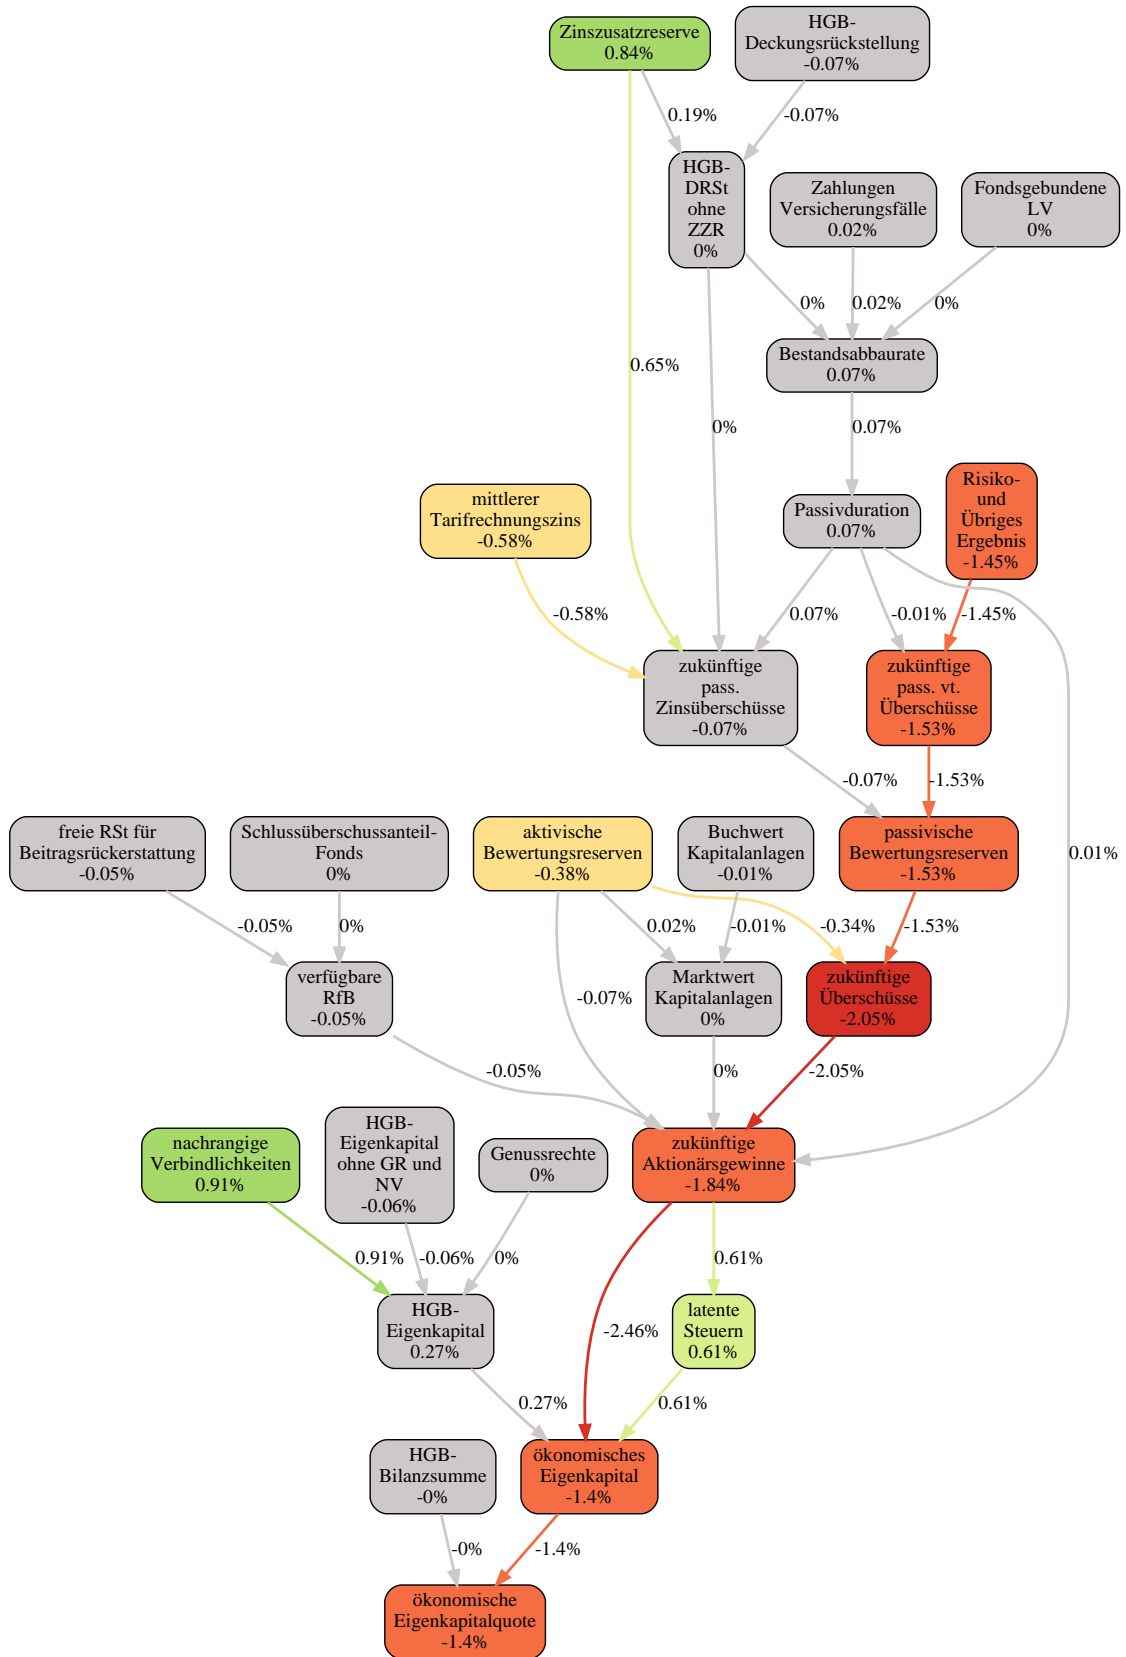 Zinszusatzreserve
0.84%
HGB-
Deckungsrückstellung
-0.07%
0.19%
-0.07%
HGB-
DRSt
ohne
ZZR
0%
Zahlungen
Versicherungsfälle
0.02%
Fondsgebundene
LV
0%
0%
0.02%
0%
0.65%
Bestandsabbaurate
0.07%
0%
0.07%
mittlerer
Tarifrechnungszins
-0.58%
Passivduration
0.07%
Risiko-
und
Übriges
Ergebnis
-1.45%
-0.58%
0.07%
-0.01%
-1.45%
zukünftige
pass.
Zinsüberschüsse
-0.07%
zukünftige
pass. vt.
Überschüsse
-1.53%
-0.07%
-1.53%
freie RSt für
Beitragsrückerstattung
-0.05%
Schlussüberschussanteil-
Fonds
0%
aktivische
Bewertungsreserven
-0.38%
Buchwert
Kapitalanlagen
-0.01%
passivische
Bewertungsreserven
-1.53%
0.01%
-0.05%
0%
0.02%
-0.01%
-0.34%
-1.53%
verfügbare
RfB
-0.05%
-0.07%
Marktwert
Kapitalanlagen
0%
zukünftige
Überschüsse
-2.05%
-0.05%
0%
-2.05%
nachrangige
Verbindlichkeiten
0.91%
HGB-
Eigenkapital
ohne GR und
NV
-0.06%
Genussrechte
0%
zukünftige
Aktionärsgewinne
-1.84%
0.91%
-0.06%
0%
0.61%
HGB-
Eigenkapital
0.27%
-2.46%
latente
Steuern
0.61%
0.27%
0.61%
HGB-
Bilanzsumme
-0%
ökonomisches
Eigenkapital
-1.4%
-0%
-1.4%
ökonomische
Eigenkapitalquote
-1.4%